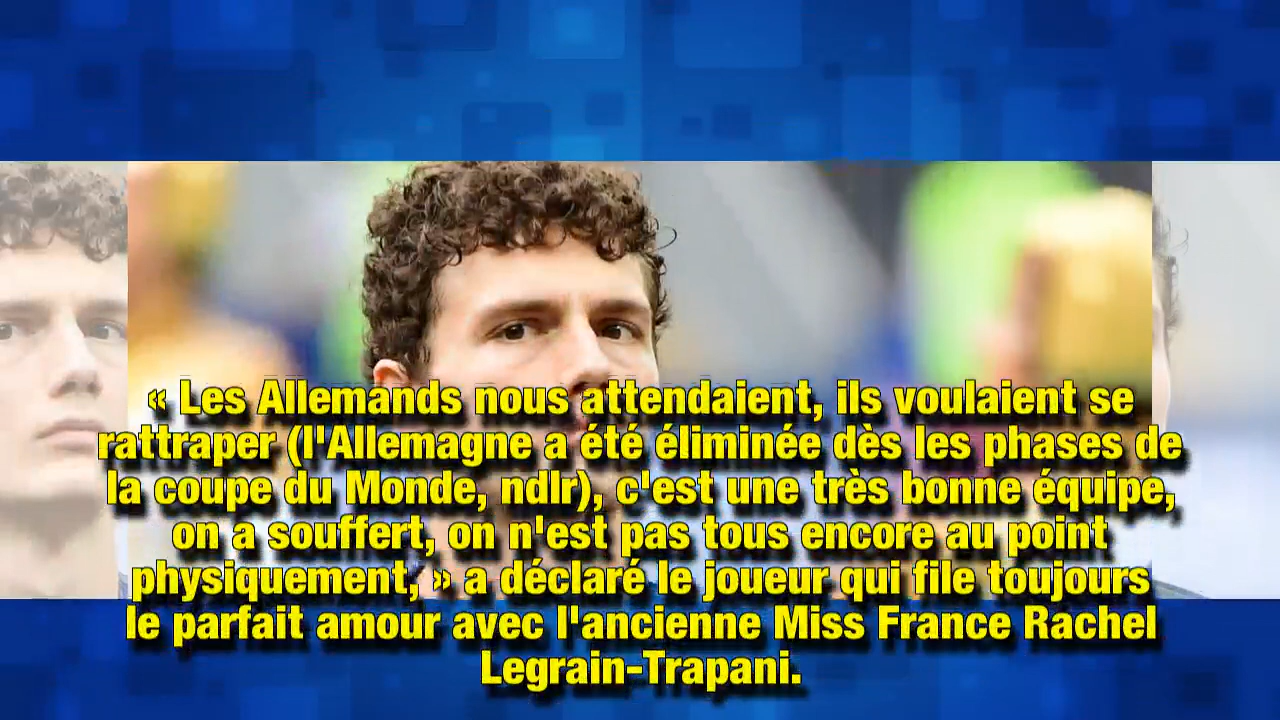 « Les Allemands nous attendaient, ils voulaient se
rattraper (l'Allemagne a été éliminée dès les phases de
la coupe du Monde, ndlr), c'est une très bonne équipe,
on a souffert, on n'est pas tous encore au point
physiquement, » a déclaré le joueur qui file toujours
le parfait amour avec l'ancienne Miss France Rachel
Legrain-Trapani.